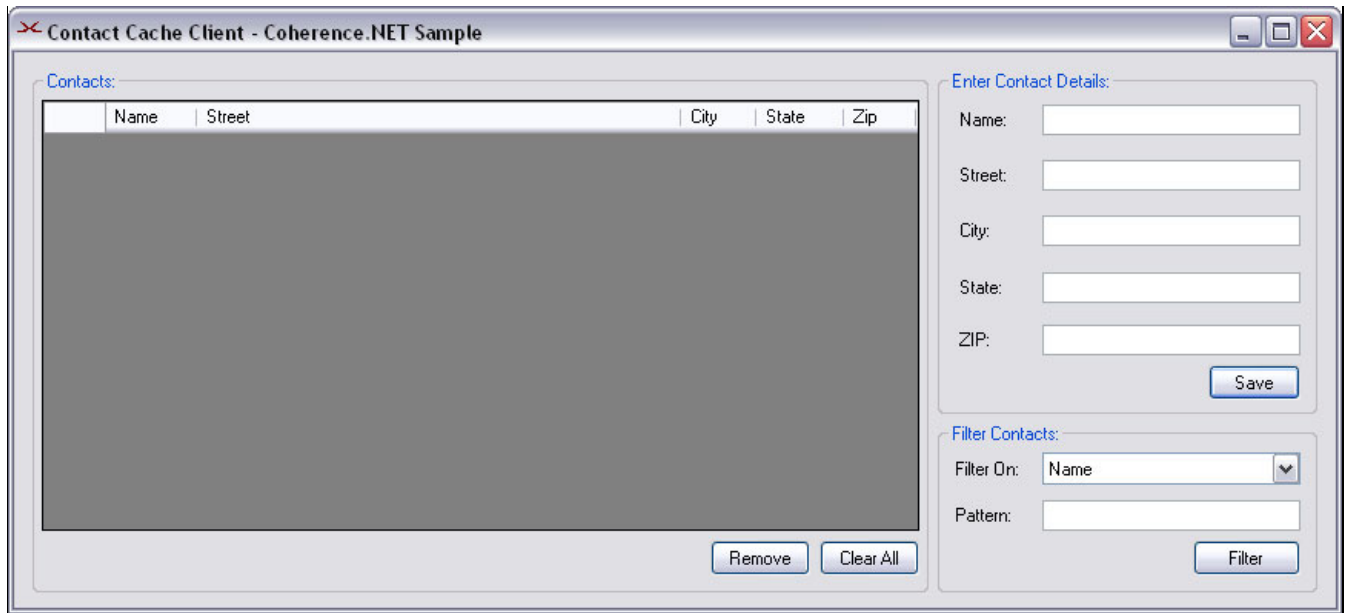 Contact Cache Client - Coherence.NET Sample
Contacts:
Name Street City State Zip
Remove Clear All
Enter Contact Details:
Name:
Street:
City:
State:
ZIP:
Save
Filter Contacts:
Filter On: Name
Pattern:
Filter